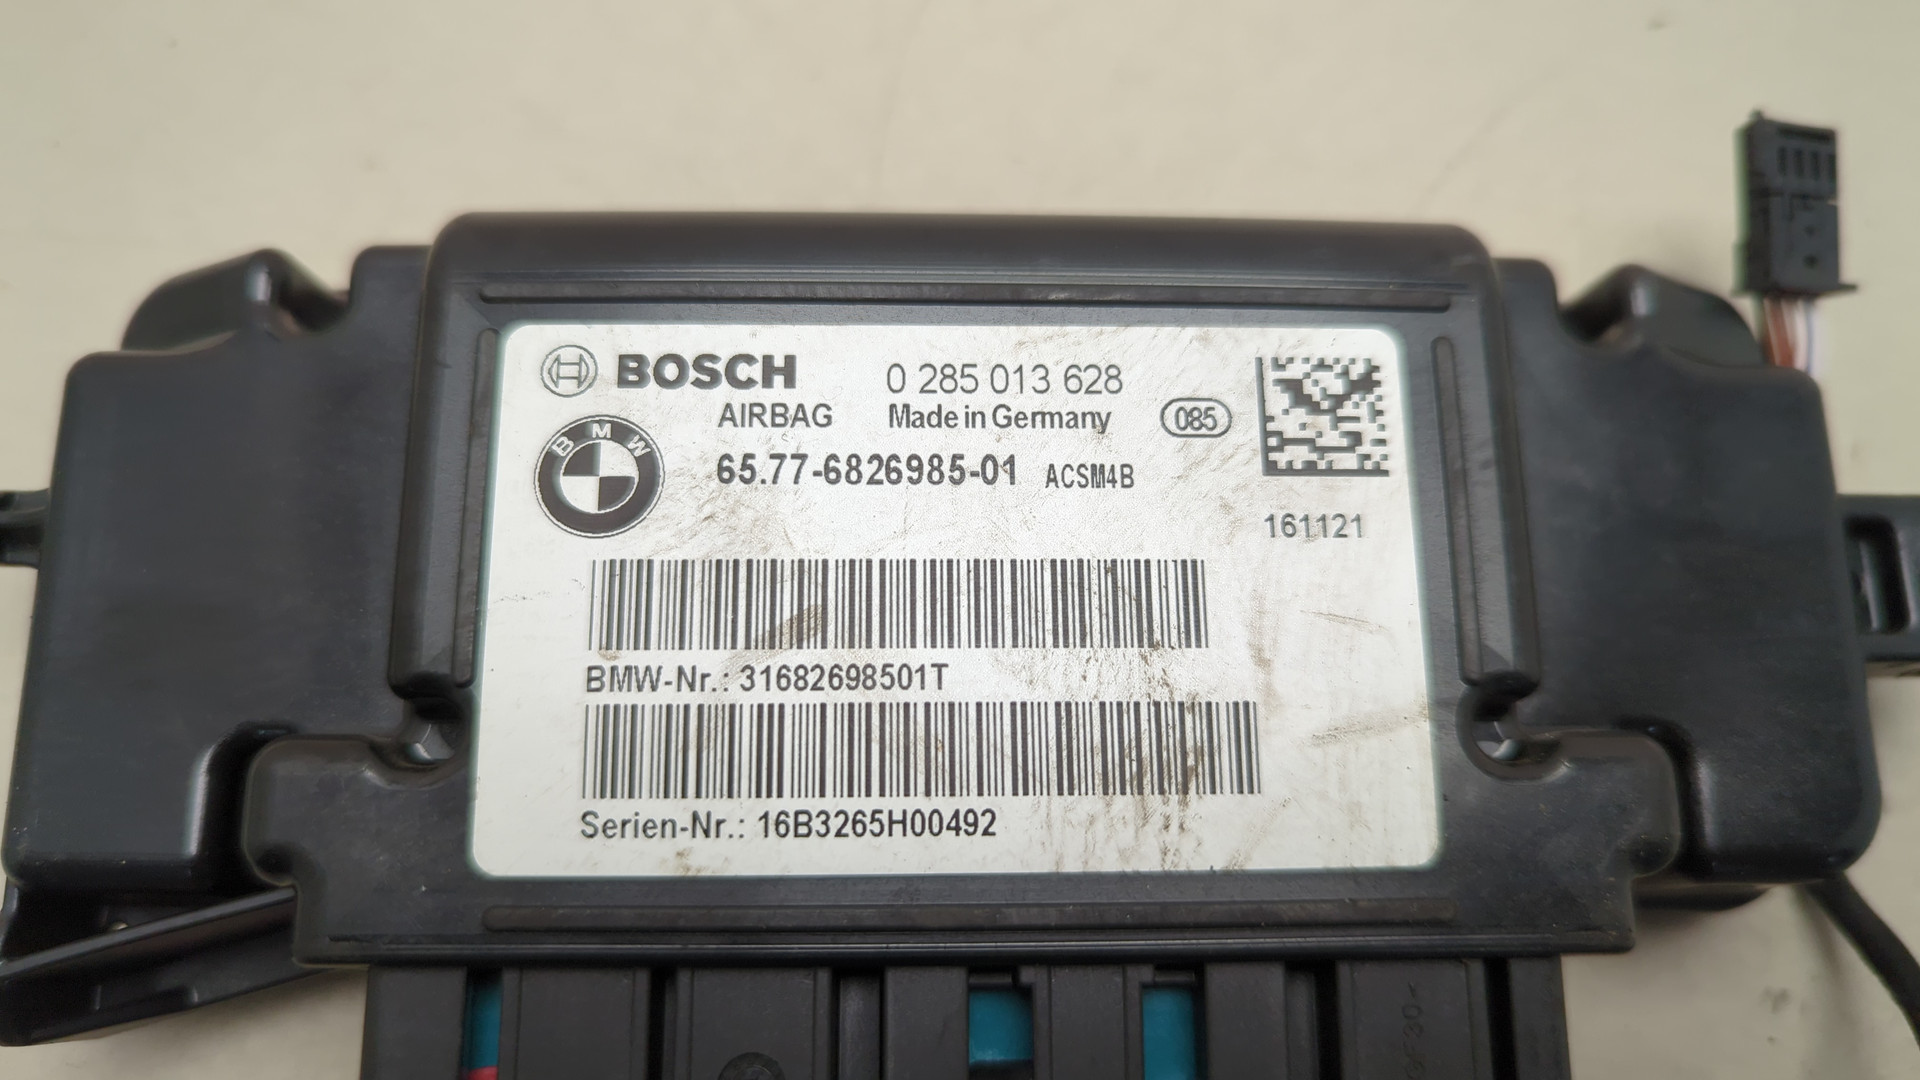 BOSCH 0 285 013 628
AIRBAG Made in Germany 085
BMW
65.77-6826985-01 ACSM4B
161121
BMW-Nr.: 31682698501T
Serien-Nr.: 16B3265H00492